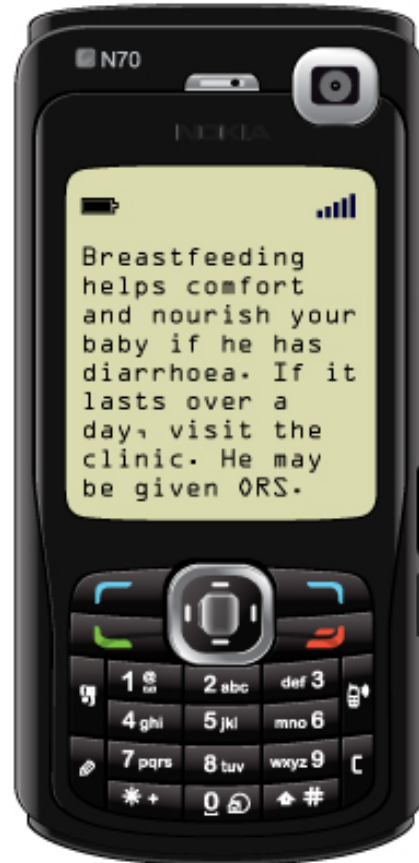 N70
NOKIA
Breastfeeding
helps comfort
and nourish your
baby if he has
diarrhoea. If it
lasts over a
day, visit the
clinic. He may
be given ORS.
1 @
2 abc
def 3
4 ghi
5 jkl
mno 6
7 pqrs
8 tuv
wxyz 9
C
* +
0
#